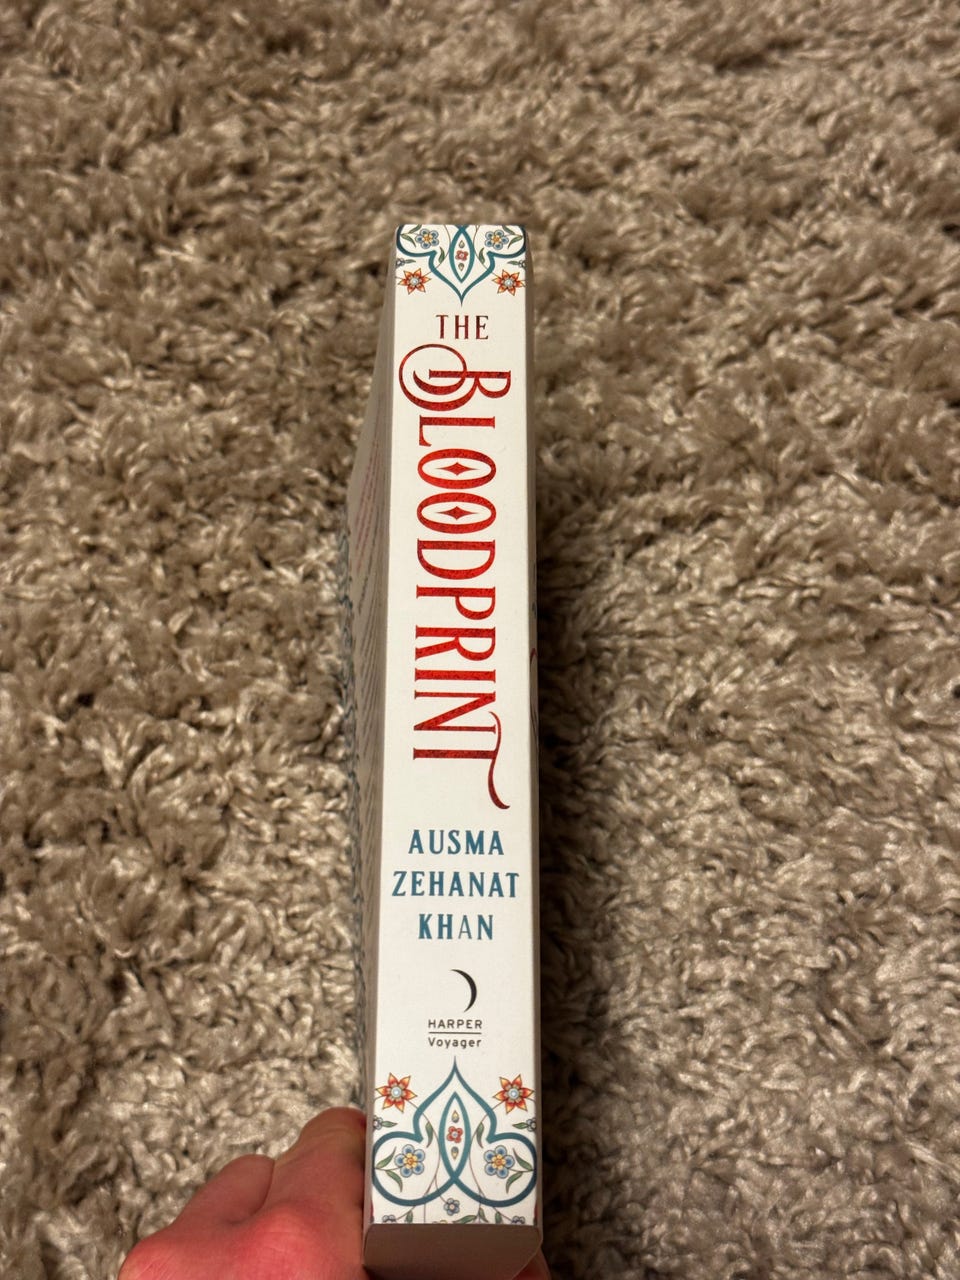 THE
BLOODPRINT
AUSMA
ZEHANAT
KHAN
HARPER
Voyager